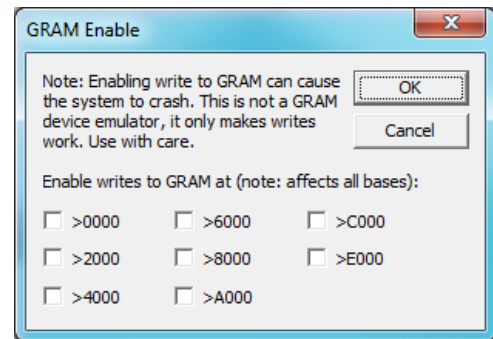 GRAM Enable
Note: Enabling write to GRAM can cause
the system to crash. This is not a GRAM
device emulator, it only makes writes
work. Use with care.
OK
Cancel
Enable writes to GRAM at (note: affects all bases):
>0000 >6000 >C000
>2000 >8000 >E000
>4000 >A000